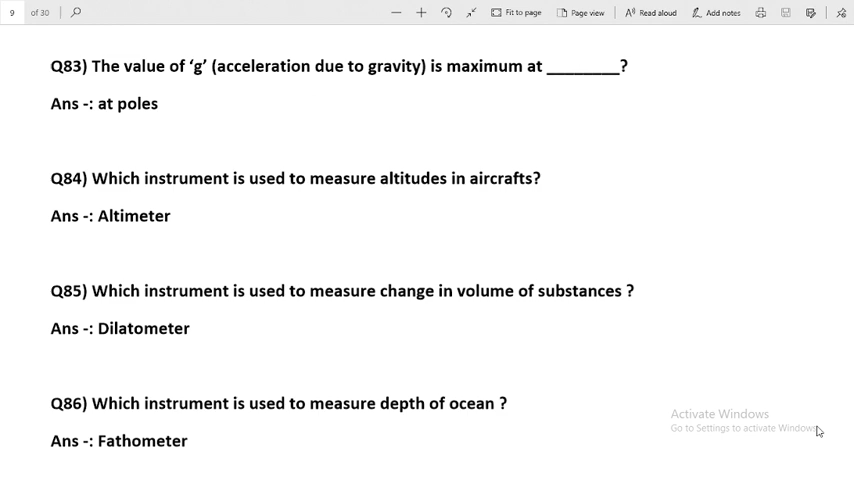 9 of 30 Fit to page Page view Read aloud Add notes
Q83) The value of ‘g’ (acceleration due to gravity) is maximum at ________?
Ans -: at poles
Q84) Which instrument is used to measure altitudes in aircrafts?
Ans -: Altimeter
Q85) Which instrument is used to measure change in volume of substances ?
Ans -: Dilatometer
Q86) Which instrument is used to measure depth of ocean ?
Ans -: Fathometer
Activate Windows
Go to Settings to activate Windows.